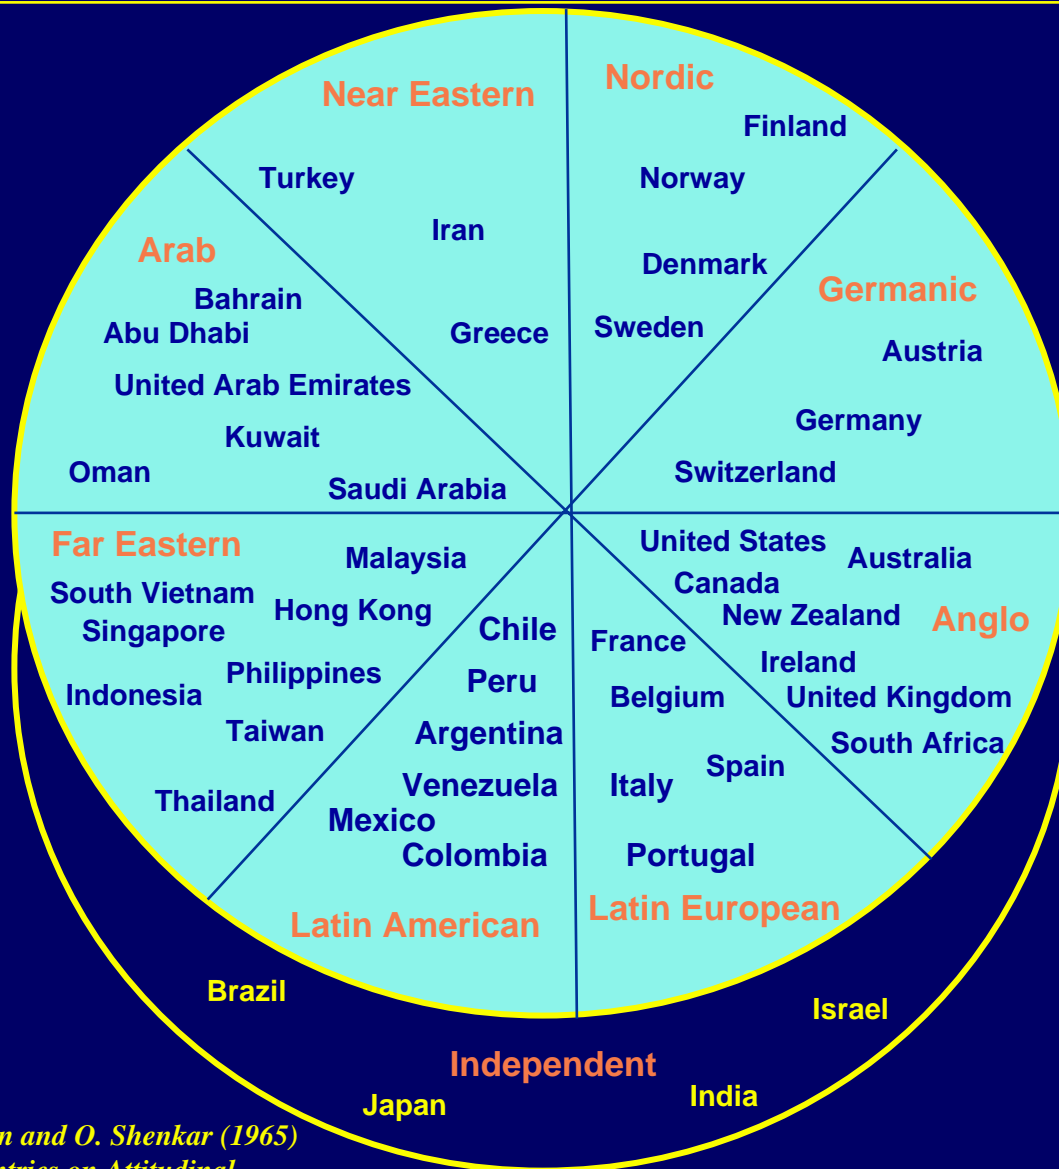 Near Eastern
Turkey
Iran
Greece
Nordic
Finland
Norway
Denmark
Sweden
Germanic
Austria
Germany
Switzerland
Arab
Bahrain
Abu Dhabi
United Arab Emirates
Kuwait
Oman
Saudi Arabia
Far Eastern
Malaysia
South Vietnam
Hong Kong
Singapore
Philippines
Indonesia
Taiwan
Thailand
Chile
Peru
Argentina
Venezuela
Mexico
Colombia
Latin American
France
Belgium
Spain
Italy
Portugal
Latin European
United States
Australia
Canada
New Zealand
Anglo
Ireland
United Kingdom
South Africa
Brazil
Israel
Independent
Japan
India
and O. Shenkar (1965)
on Attitudinal